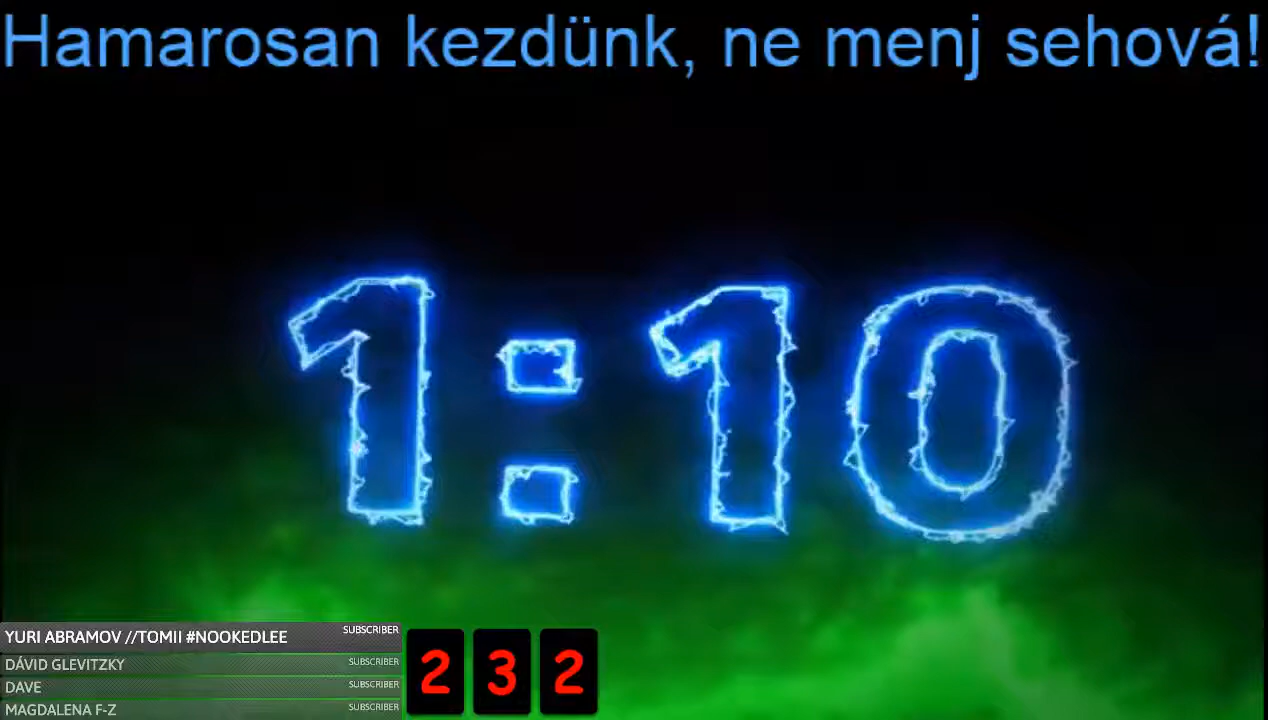 Hamarosan kezdünk, ne menj sehová!
1:10
YURI ABRAMOV //TOMII #NOOKEDLEE SUBSCRIBER
DÁVID GLEVITZKY SUBSCRIBER
DAVE SUBSCRIBER
MAGDALENA F-Z SUBSCRIBER
2 3 2